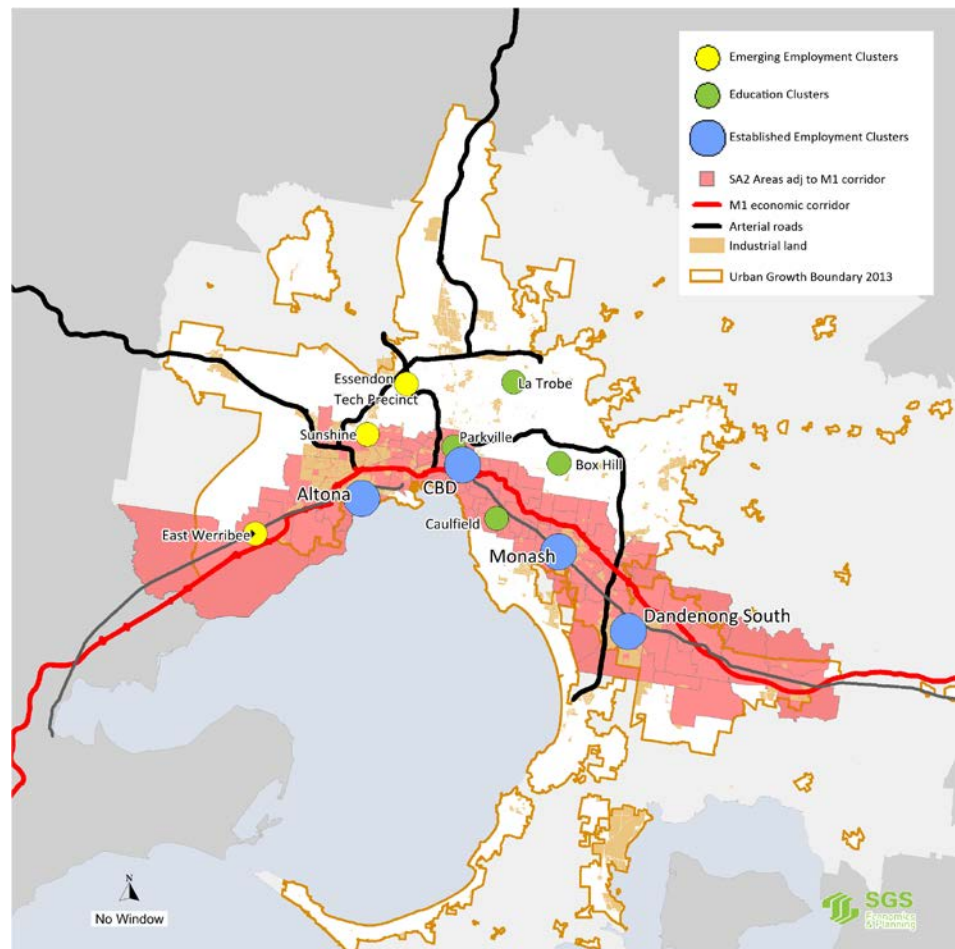 Emerging Employment Clusters
Education Clusters
Established Employment Clusters
SA2 Areas adj to M1 corridor
M1 economic corridor
Arterial roads
Industrial land
Urban Growth Boundary 2013
Essendon
Tech Precinct
La Trobe
Sunshine
Parkville
Box Hill
Altona
CBD
Caulfield
East Werribee
Monash
Dandenong South
N
No Window
SGS
Economics
& Planning